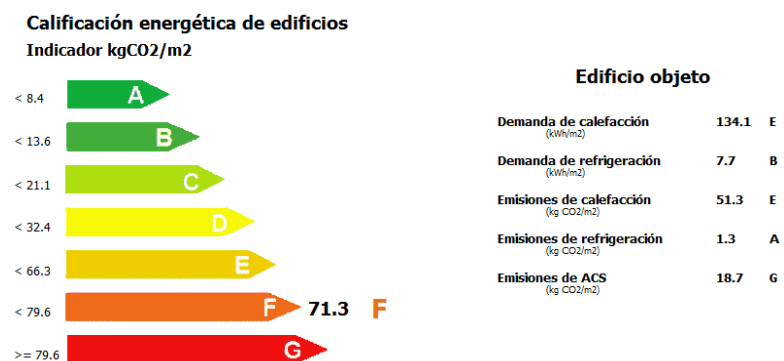 Calificación energética de edificios
Indicador kgCO2/m2
< 8.4 A
< 13.6 B
< 21.1 C
< 32.4 D
< 66.3 E
< 79.6 F 71.3 F
>= 79.6 G
Edificio objeto
Demanda de calefacción 134.1 E
(kWh/m2)
Demanda de refrigeración 7.7 B
(kWh/m2)
Emisiones de calefacción 51.3 E
(kg CO2/m2)
Emisiones de refrigeración 1.3 A
(kg CO2/m2)
Emisiones de ACS 18.7 G
(kg CO2/m2)